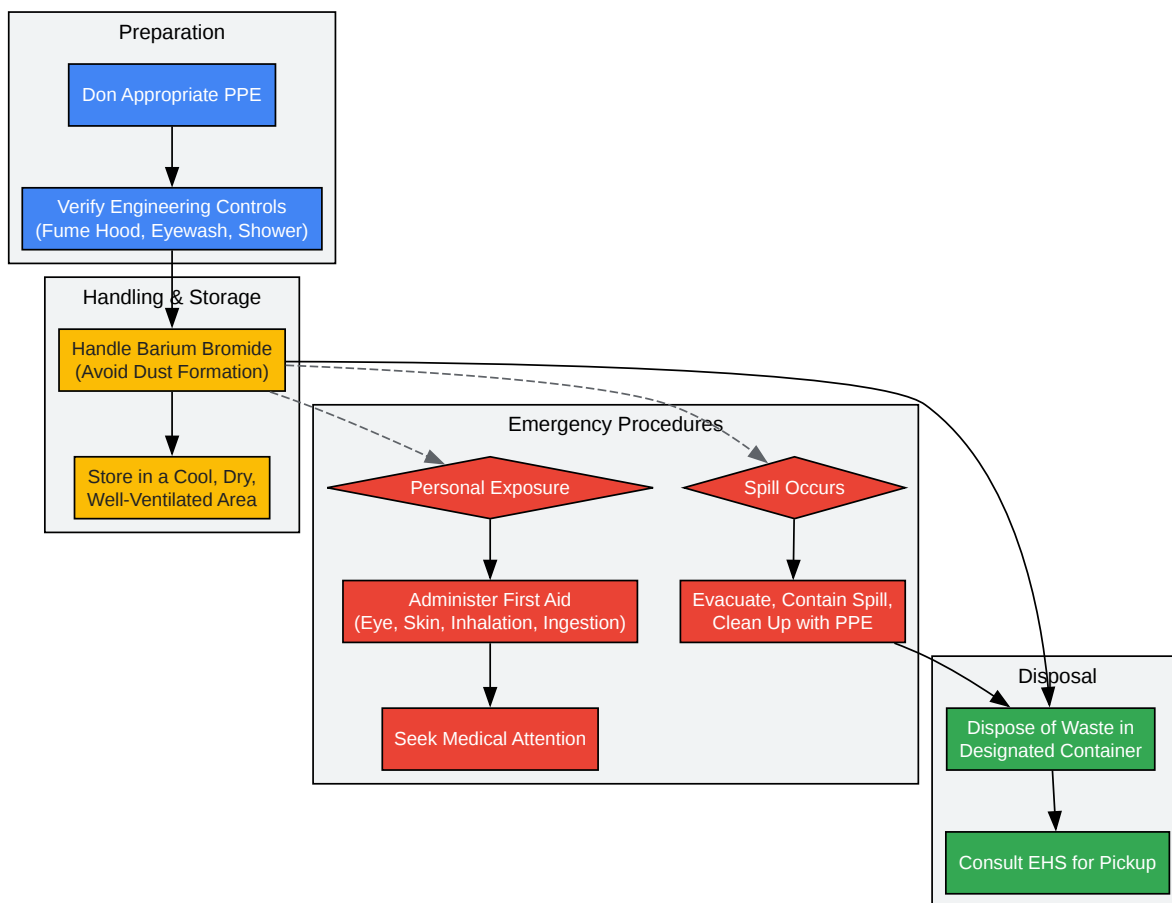 Preparation
Don Appropriate PPE
Verify Engineering Controls
(Fume Hood, Eyewash, Shower)
Handling & Storage
Handle Barium Bromide
(Avoid Dust Formation)
Store in a Cool, Dry,
Well-Ventilated Area
Emergency Procedures
Personal Exposure
Spill Occurs
Administer First Aid
(Eye, Skin, Inhalation, Ingestion)
Evacuate, Contain Spill,
Clean Up with PPE
Seek Medical Attention
Disposal
Dispose of Waste in
Designated Container
Consult EHS for Pickup